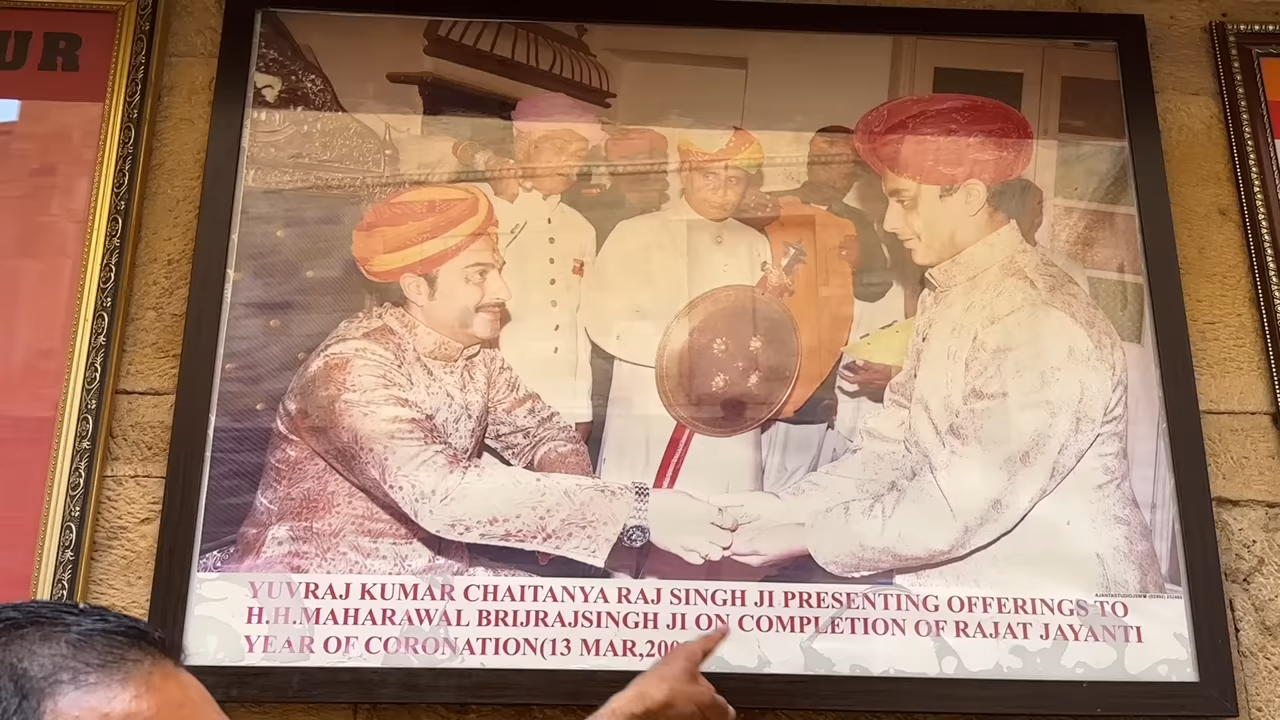 UR
YUVRAJ KUMAR CHAITANYA RAJ SINGH JI PRESENTING OFFERINGS TO
H.H.MAHARAWAL BRIJRAJSINGH JI ON COMPLETION OF RAJAT JAYANTI
YEAR OF CORONATION(13 MAR,200